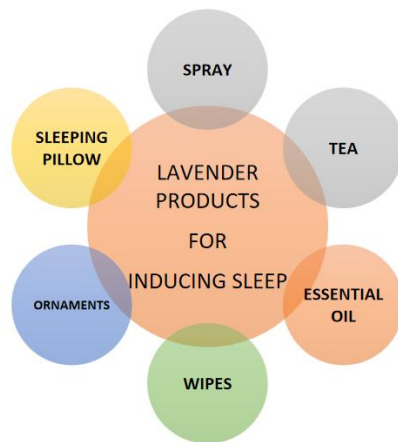 SPRAY
TEA
ESSENTIAL
OIL
WIPES
ORNAMENTS
SLEEPING
PILLOW
LAVENDER
PRODUCTS
FOR
INDUCING SLEEP